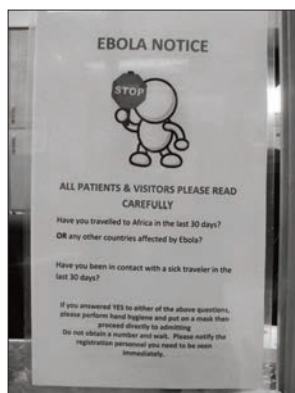 EBOLA NOTICE
STOP
ALL PATIENTS & VISITORS PLEASE READ
CAREFULLY
Have you travelled to Africa in the last 30 days?
OR any other countries affected by Ebola?
Have you been in contact with a sick traveler in the
last 30 days?
If you answered YES to either of the above questions,
please perform hand hygiene and put on a mask then
proceed directly to admitting
Do not obtain a number and wait. Please notify the
registration personnel you need to be seen
immediately.